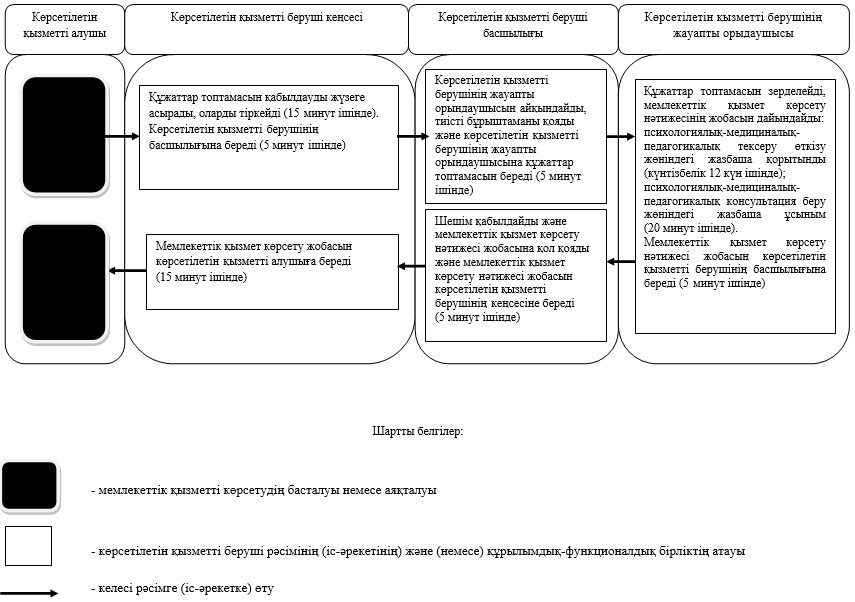 Көрсетілетін
қызметті алушы
Көрсетілетін қызметті беруші кеңсесі
Көрсетілетін қызметті беруші
басшылығы
Көрсетілетін қызметті берушінің
жауапты орыдаушысы
Құжаттар топтамасын қабылдауды жүзеге
асырады, оларды тіркейді (15 минут ішінде).
Көрсетілетін қызметті берушінің
басшылығына береді (5 минут ішінде)
Көрсетілетін қызметті
берушінің жауапты
орындаушысын айқындайды,
тиісті бұрыштаманы қояды
және көрсетілетін қызметті
берушінің жауапты
орындаушысына құжаттар
топтамасын береді (5 минут
ішінде)
Құжаттар топтамасын зерделейді,
мемлекеттік қызмет көрсету
нәтижесінің жобасын дайындайды:
психологиялық-медициналық-
педагогикалық тексеру өткізу
жөніндегі жазбаша қорытынды
(күнтізбелік 12 күн ішінде);
психологиялық-медициналық-
педагогикалық консультация беру
жөніндегі жазбаша ұсыным
(20 минут ішінде).
Мемлекеттік қызмет көрсету
нәтижесі жобасын көрсетілетін
қызметті берушінің басшылығына
береді (5 минут ішінде)
Шешім қабылдайды және
мемлекеттік қызмет көрсету
нәтижесі жобасына қол қояды
және мемлекеттік қызмет
көрсету нәтижесі жобасын
көрсетілетін қызметті
берушінің кеңсесіне береді
(5 минут ішінде)
Мемлекеттік қызмет көрсету жобасын
көрсетілетін қызметті алушыға береді
(15 минут ішінде)
Шартты белгілер:
- мемлекеттік қызметті көрсетудің басталуы немесе аяқталуы
- көрсетілетін қызметті беруші рәсімінің (іс-әрекетінің) және (немесе) құрылымдық-функционалдық бірліктің атауы
- келесі рәсімге (іс-әрекетке) өту